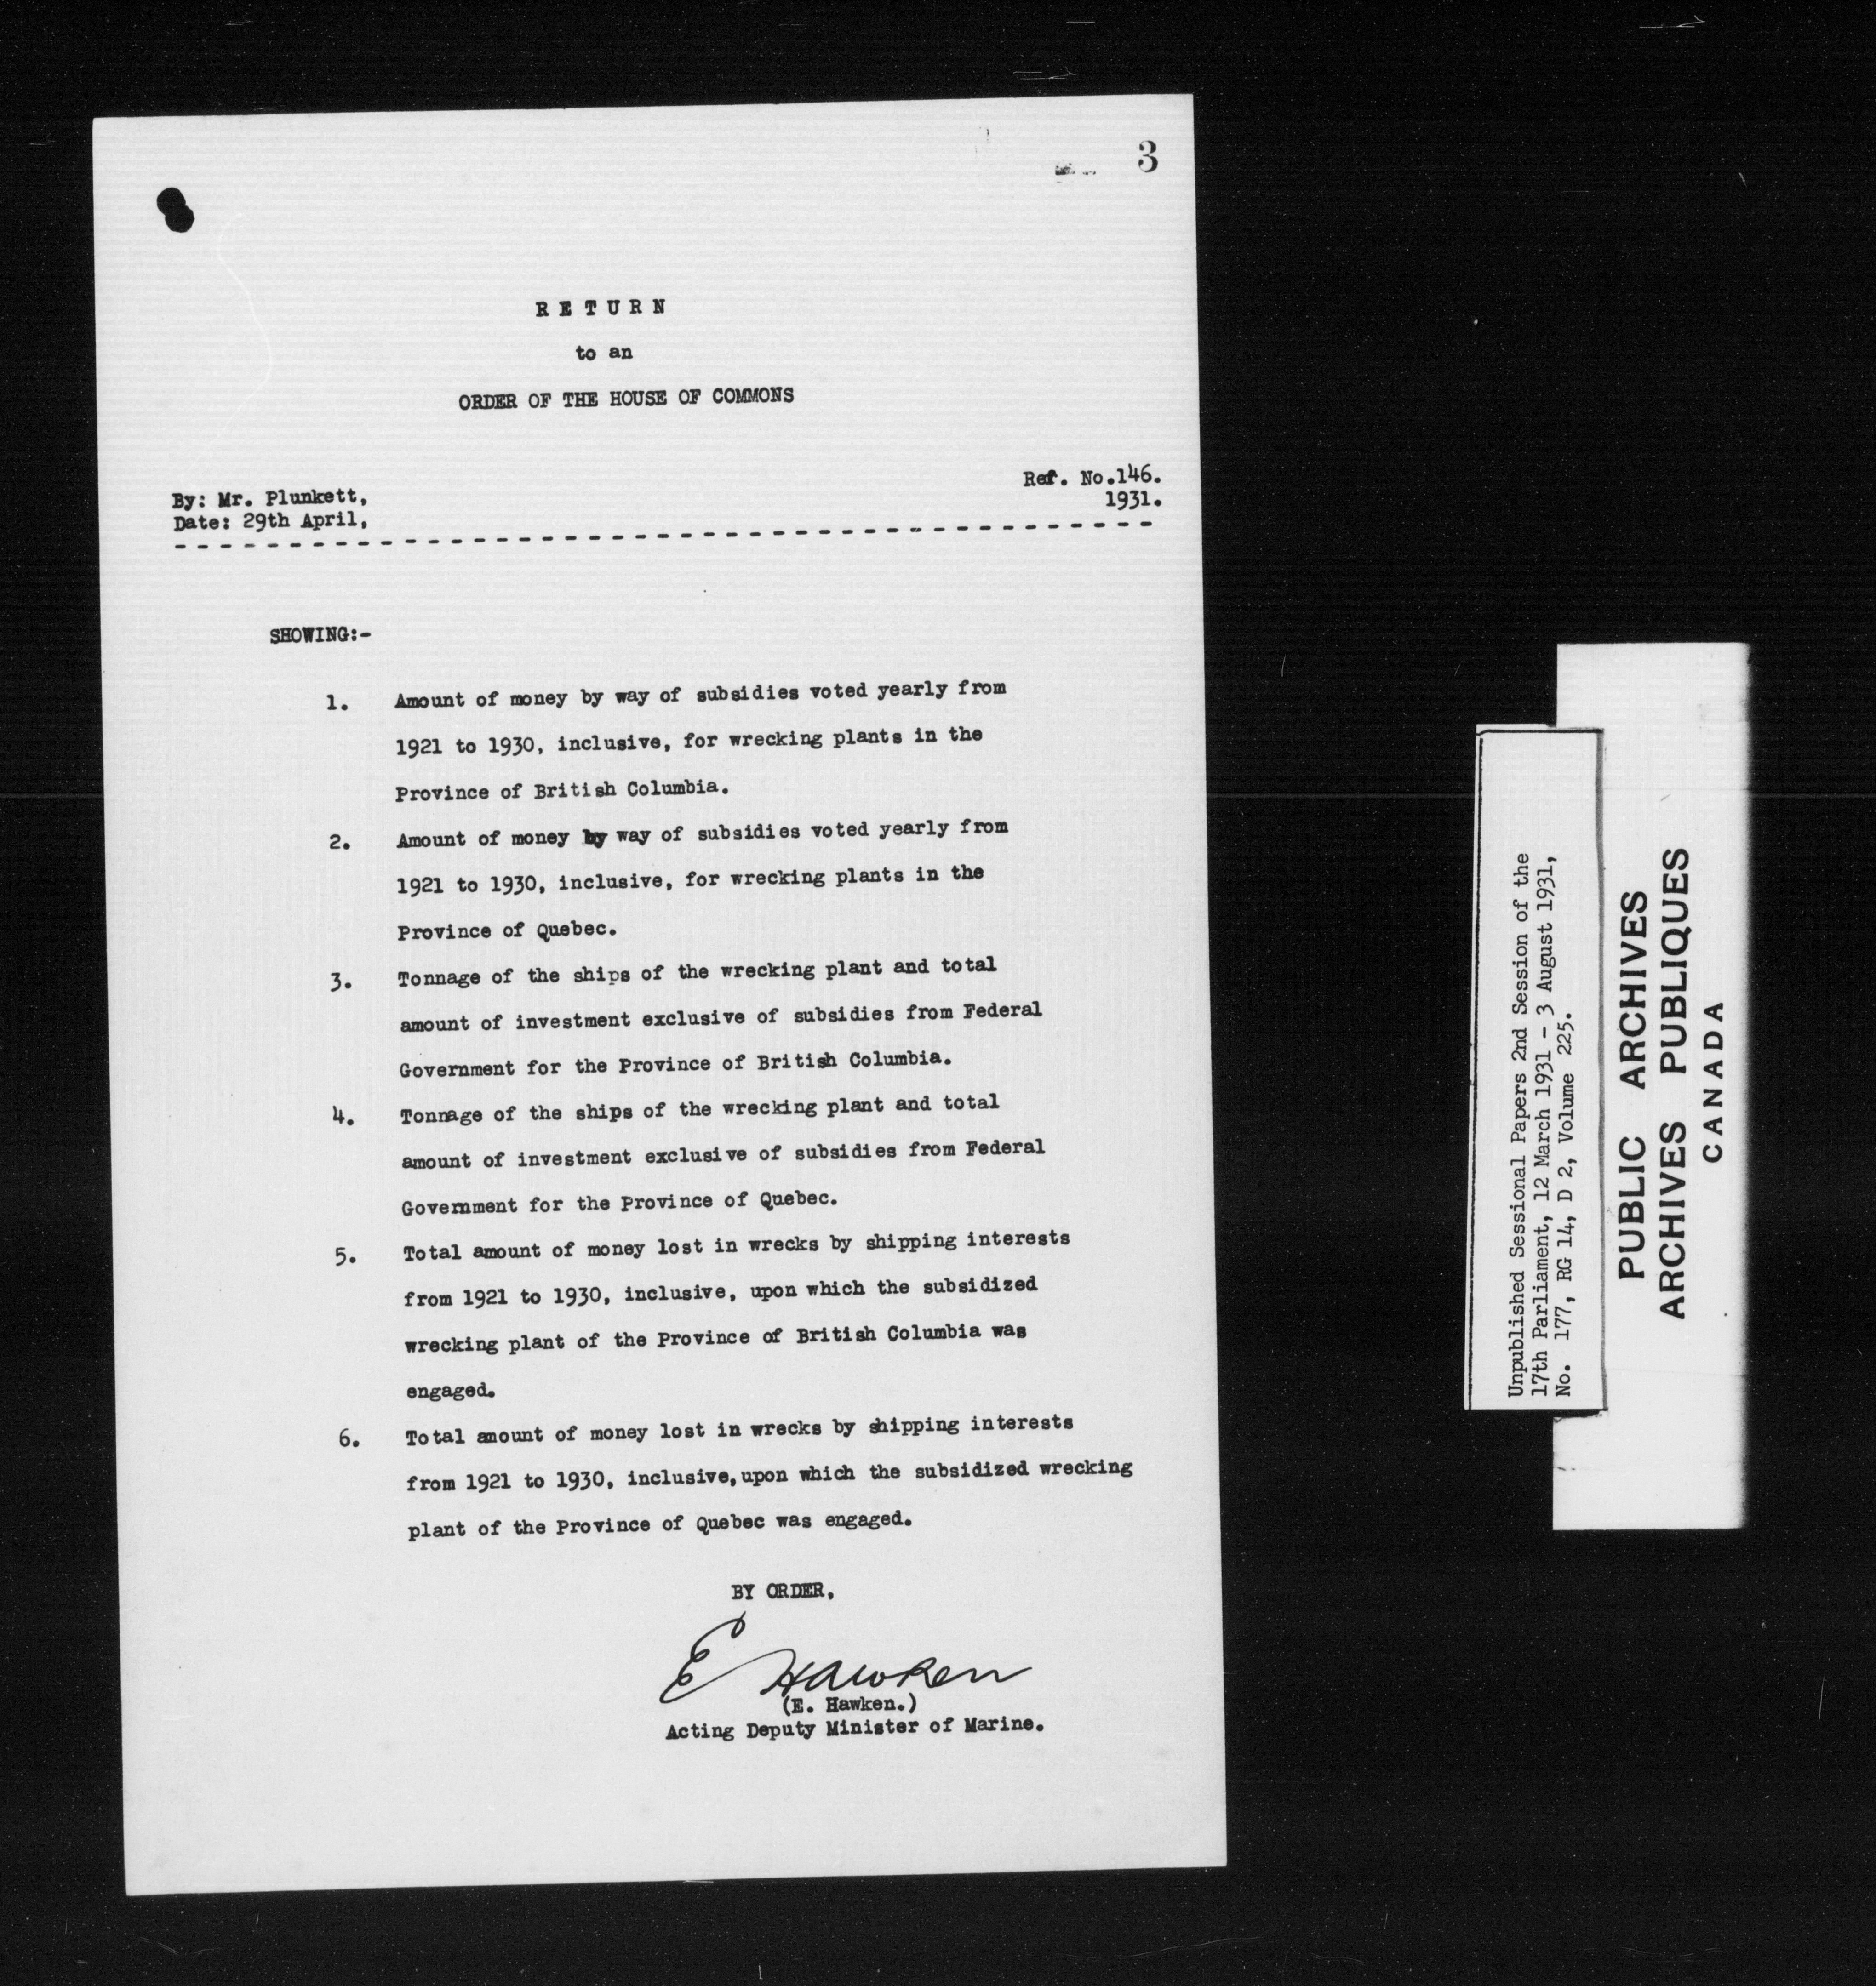 3
R E T U R N
to an
ORDER OF THE HOUSE OF COMMONS
Ref. No.146.
By: Mr. Plunkett,
Date: 29th April, 1931.
SHOWING:-
1. Amount of money by way of subsidies voted yearly from
1921 to 1930, inclusive, for wrecking plants in the
Province of British Columbia.
2. Amount of money by way of subsidies voted yearly from
1921 to 1930, inclusive, for wrecking plants in the
Province of Quebec.
3. Tonnage of the ships of the wrecking plant and total
amount of investment exclusive of subsidies from Federal
Government for the Province of British Columbia.
4. Tonnage of the ships of the wrecking plant and total
amount of investment exclusive of subsidies from Federal
Government for the Province of Quebec.
5. Total amount of money lost in wrecks by shipping interests
from 1921 to 1930, inclusive, upon which the subsidized
wrecking plant of the Province of British Columbia was
engaged.
6. Total amount of money lost in wrecks by shipping interests
from 1921 to 1930, inclusive, upon which the subsidized wrecking
plant of the Province of Quebec was engaged.
BY ORDER,
E Hawken
(E. Hawken.)
Acting Deputy Minister of Marine.
Unpublished Sessional Papers 2nd Session of the
17th Parliament, 12 March 1931 - 3 August 1931,
No. 177, RG 14, D 2, Volume 225.
PUBLIC ARCHIVES
ARCHIVES PUBLIQUES
CANADA